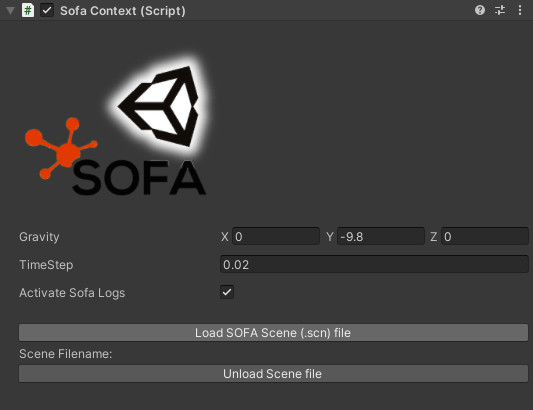 Sofa Context (Script)
SOFA
Gravity X 0 Y -9.8 Z 0
TimeStep 0.02
Activate Sofa Logs
Load SOFA Scene (.scn) file
Scene Filename:
Unload Scene file